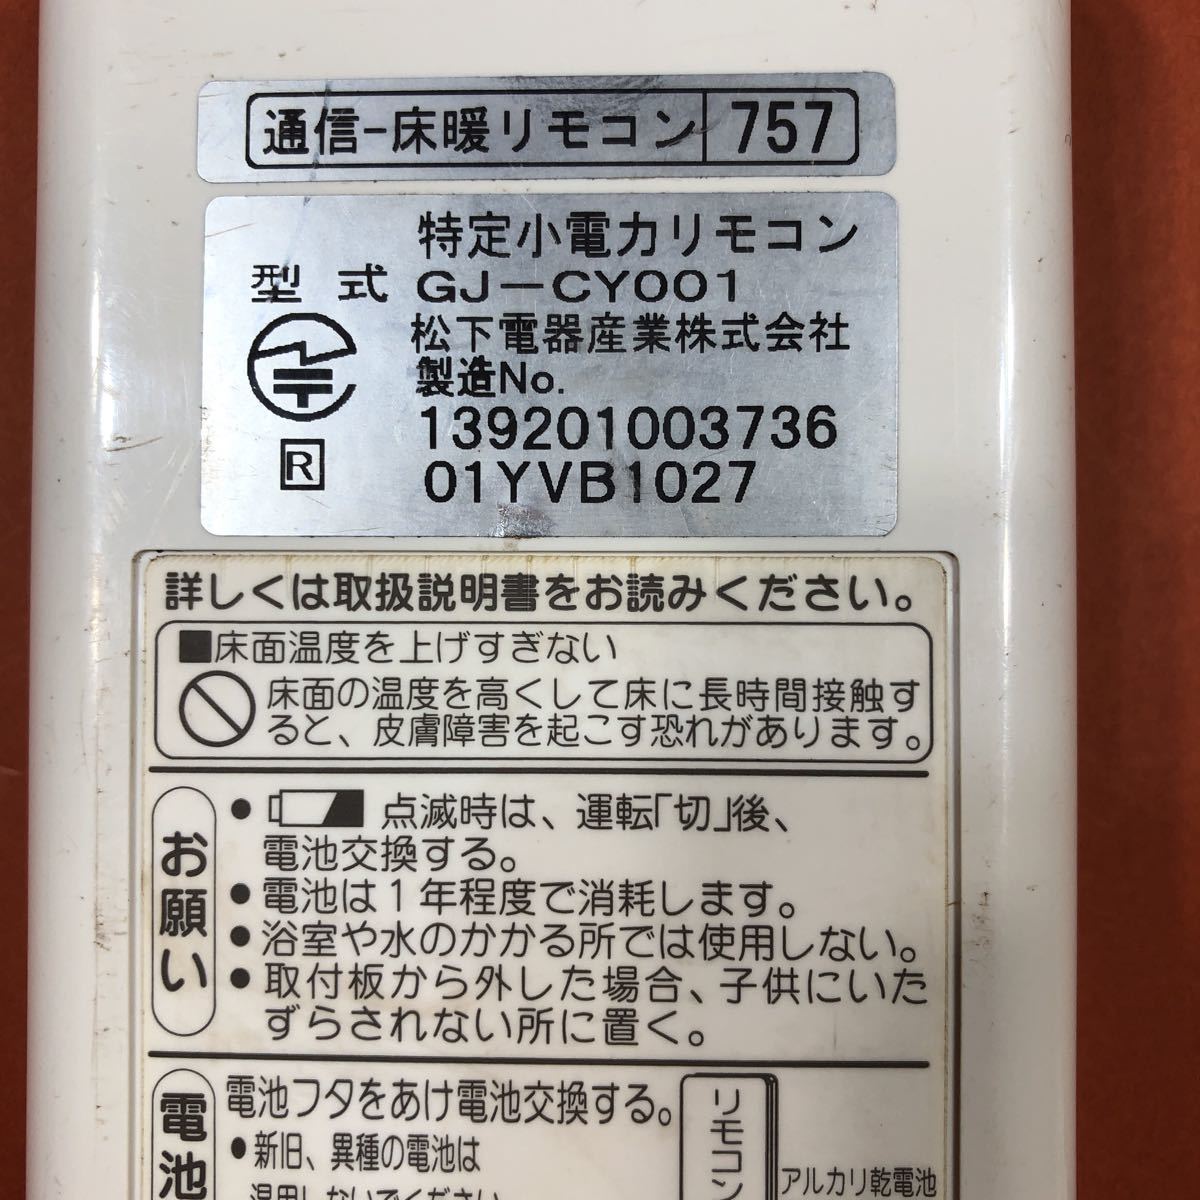 通信-床暖リモコン 757
特定小電力リモコン
型式 GJ-CY001
松下電器産業株式会社
製造No.
139201003736
R
01YVB1027
詳しくは取扱説明書をお読みください。
■床面温度を上げすぎない
床面の温度を高くして床に長時間接触す
ると、皮膚障害を起こす恐れがあります。
お願い
● 点滅時は、運転「切」後、
電池交換する。
●電池は1年程度で消耗します。
●浴室や水のかかる所では使用しない。
●取付板から外した場合、子供にいた
ずらされない所に置く。
電池
電池フタをあけ電池交換する。
●新旧、異種の電池は
混用しないでください
リモコン
アルカリ乾電池